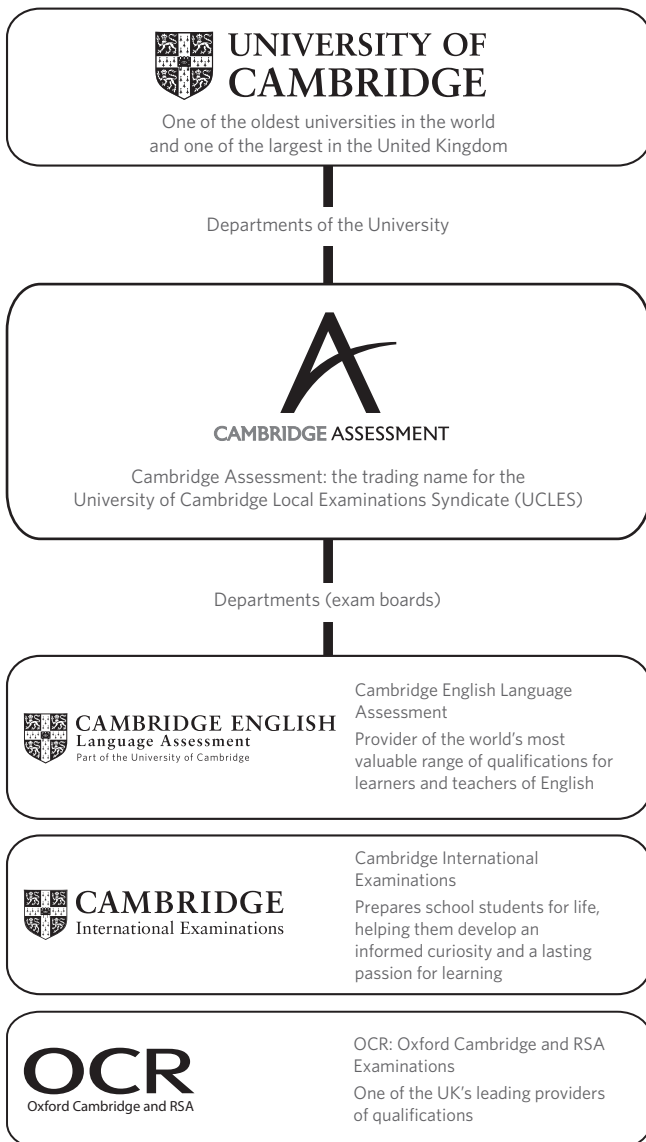 UNIVERSITY OF
CAMBRIDGE
One of the oldest universities in the world
and one of the largest in the United Kingdom
Departments of the University
CAMBRIDGE ASSESSMENT
Cambridge Assessment: the trading name for the
University of Cambridge Local Examinations Syndicate (UCLES)
Departments (exam boards)
CAMBRIDGE ENGLISH
Language Assessment
Part of the University of Cambridge
Cambridge English Language
Assessment
Provider of the world’s most
valuable range of qualifications for
learners and teachers of English
CAMBRIDGE
International Examinations
Cambridge International
Examinations
Prepares school students for life,
helping them develop an
informed curiosity and a lasting
passion for learning
OCR
Oxford Cambridge and RSA
OCR: Oxford Cambridge and RSA
Examinations
One of the UK’s leading providers
of qualifications